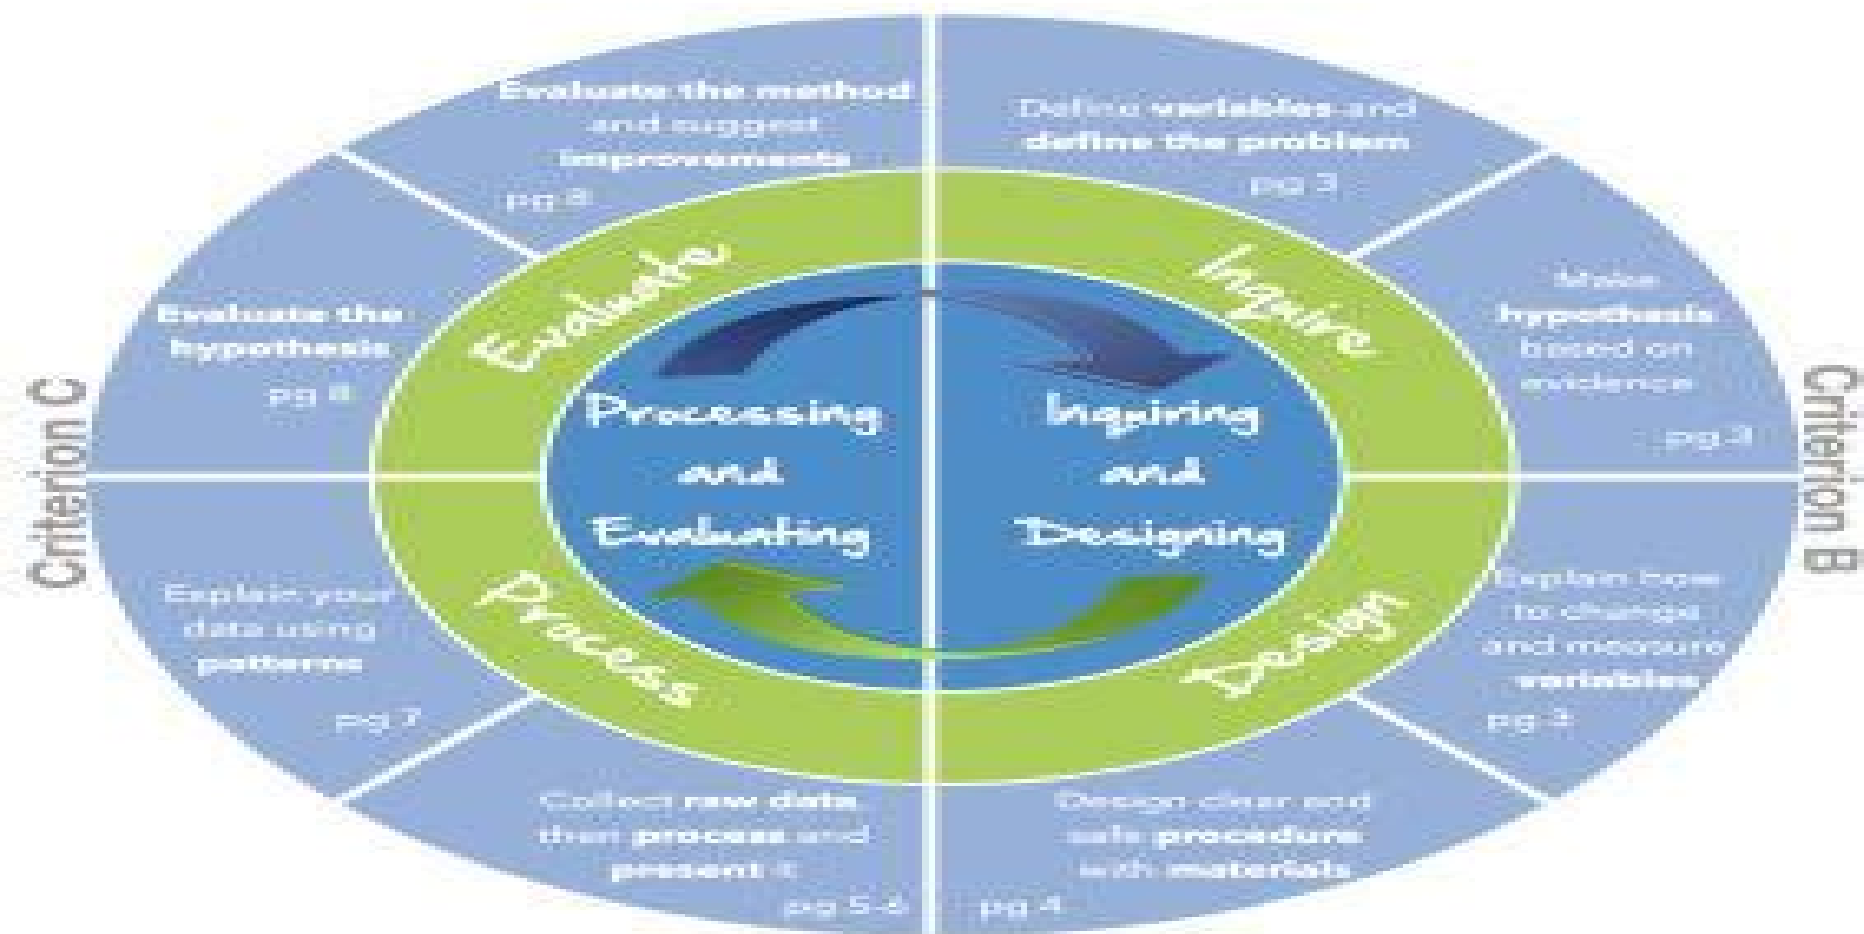 Evaluate the method
and suggest
improvements
pg 8
Define variables and
define the problem
pg 3
Make
hypothesis
based on
evidence
pg 3
Explain how
to change
and measure
variables
pg 3
Design clear and
safe procedure
with materials
pg 4
Collect raw data,
then process and
present it
pg 5-6
Explain your
data using
patterns
pg 7
Evaluate the
hypothesis
pg 8
Evaluate
Inquire
Design
Process
Processing
and
Evaluating
Inquiring
and
Designing
Criterion C
Criterion B